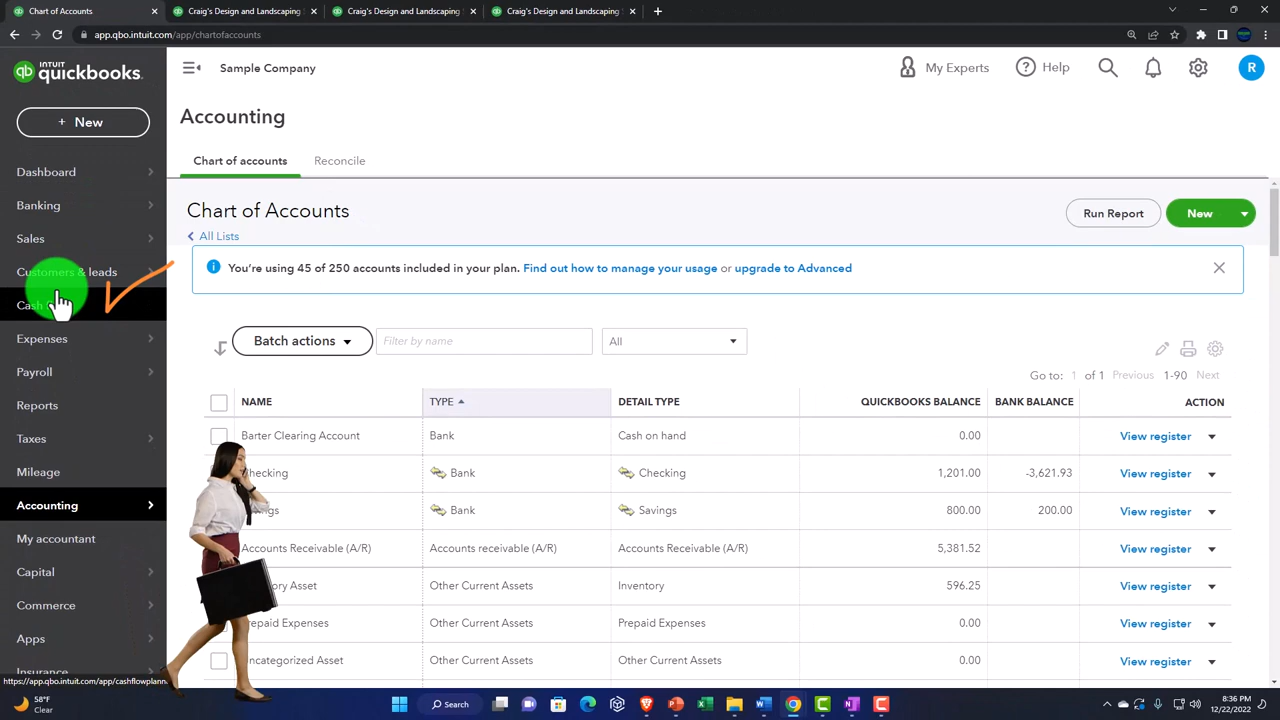 Chart of Accounts
Craig's Design and Landscaping
Craig's Design and Landscaping
Craig's Design and Landscaping
app.qbo.intuit.com/app/chartofaccounts
INTUIT
quickbooks.
Sample Company
My Experts
Help
R
+ New
Accounting
Dashboard
Banking
Sales
Customers & leads
Cash
Expenses
Payroll
Reports
Taxes
Mileage
Accounting
My accountant
Capital
Commerce
Apps
Insurance
Chart of accounts
Reconcile
Chart of Accounts
Run Report
New
All Lists
You're using 45 of 250 accounts included in your plan. Find out how to manage your usage or upgrade to Advanced
Batch actions
Filter by name
All
Go to: 1 of 1 Previous 1-90 Next
NAME TYPE DETAIL TYPE QUICKBOOKS BALANCE BANK BALANCE ACTION
Barter Clearing Account Bank Cash on hand 0.00 View register
Checking Bank Checking 1,201.00 -3,621.93 View register
Bank Savings 800.00 200.00 View register
Accounts Receivable (A/R) Accounts receivable (A/R) Accounts Receivable (A/R) 5,381.52 View register
Asset Other Current Assets Inventory 596.25 View register
Prepaid Expenses Other Current Assets Prepaid Expenses 0.00 View register
Uncategorized Asset Other Current Assets Other Current Assets 0.00 View register
https://app.qbo.intuit.com/app/cashflowplann
58°F
Clear
Search
8:36 PM
12/22/2022